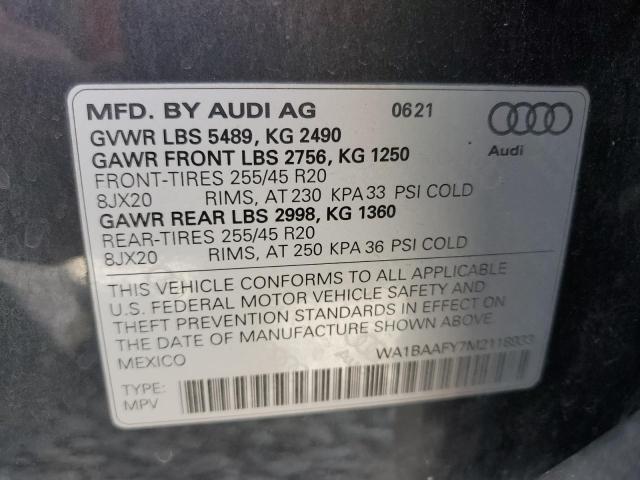 MFD. BY AUDI AG 0621
Audi
GVWR LBS 5489, KG 2490
GAWR FRONT LBS 2756, KG 1250
FRONT-TIRES 255/45 R20
8JX20 RIMS, AT 230 KPA 33 PSI COLD
GAWR REAR LBS 2998, KG 1360
REAR-TIRES 255/45 R20
8JX20 RIMS, AT 250 KPA 36 PSI COLD
THIS VEHICLE CONFORMS TO ALL APPLICABLE
U.S. FEDERAL MOTOR VEHICLE SAFETY AND
THEFT PREVENTION STANDARDS IN EFFECT ON
THE DATE OF MANUFACTURE SHOWN ABOVE.
MEXICO
WA1BAAFY7M2118933
TYPE:
MPV